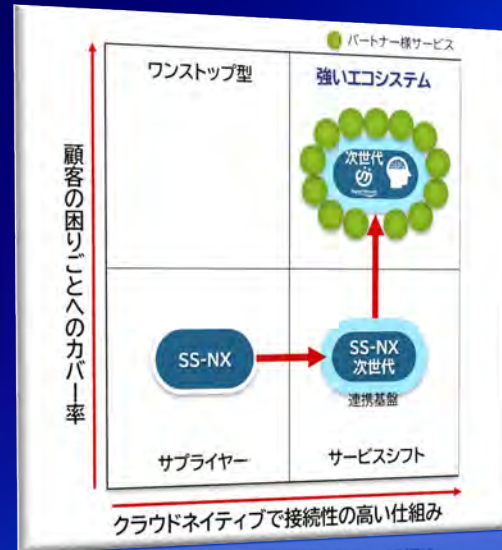 パートナー様サービス
ワンストップ型
強いエコシステム
次世代
顧客の困りごとへのカバー率
SS-NX
SS-NX
次世代
連携基盤
サプライヤー
サービスシフト
クラウドネイティブで接続性の高い仕組み